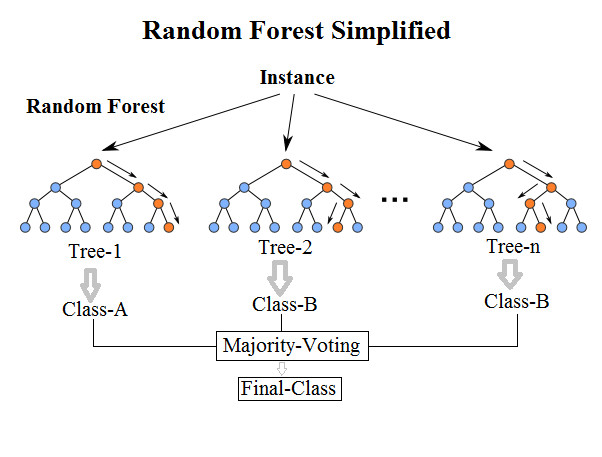 Random Forest Simplified
Instance
Random Forest
...
Tree-1
Tree-2
Tree-n
Class-A
Class-B
Class-B
Majority-Voting
Final-Class